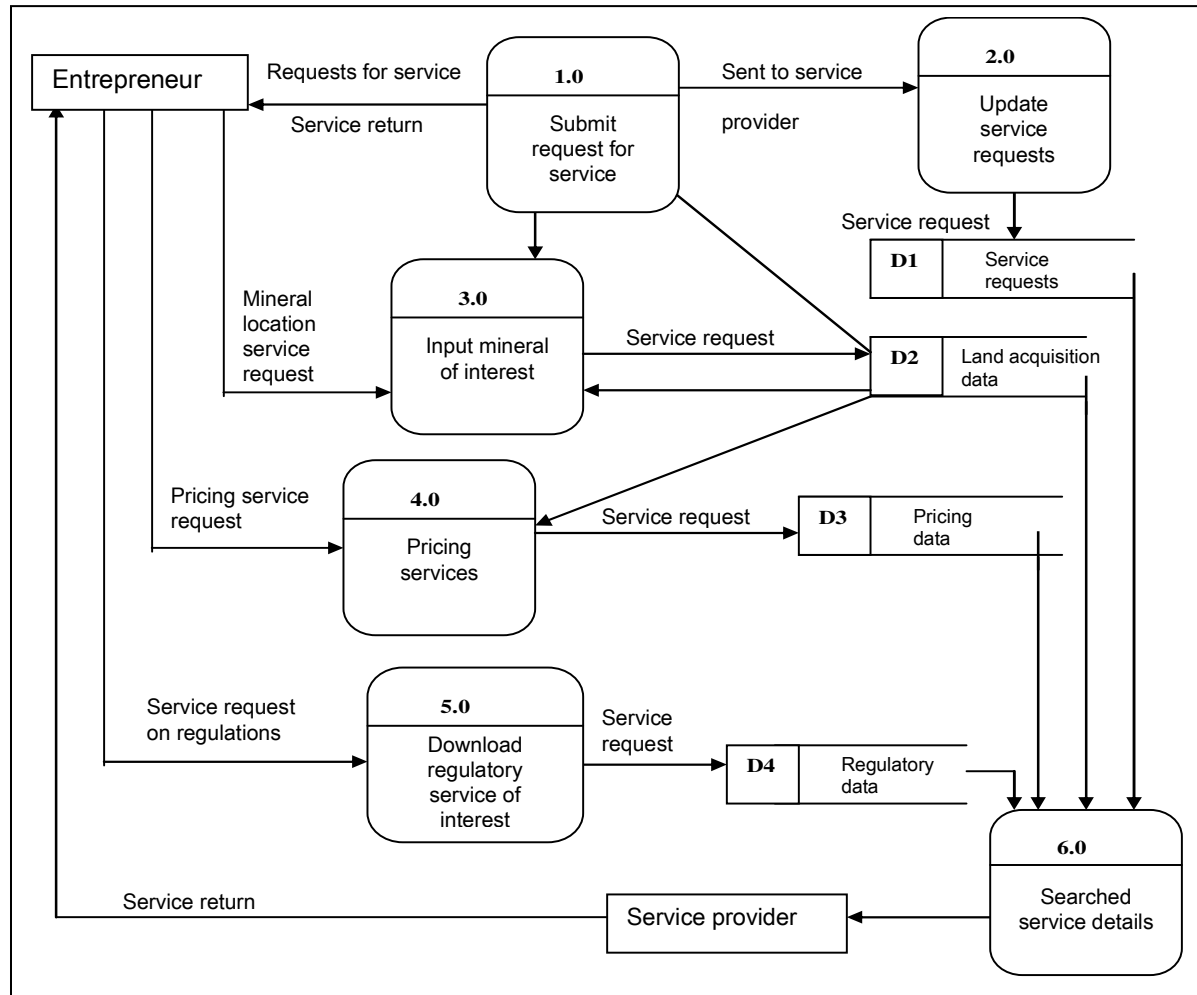 Entrepreneur
Requests for service
Service return
1.0
Submit
request for
service
Sent to service
provider
2.0
Update
service
requests
Service request
D1
Service
requests
3.0
Input mineral
of interest
Mineral
location
service
request
Service request
D2
Land acquisition
data
Pricing service
request
4.0
Pricing
services
Service request
D3
Pricing
data
Service request
on regulations
5.0
Download
regulatory
service of
interest
Service
request
D4
Regulatory
data
6.0
Searched
service details
Service return
Service provider